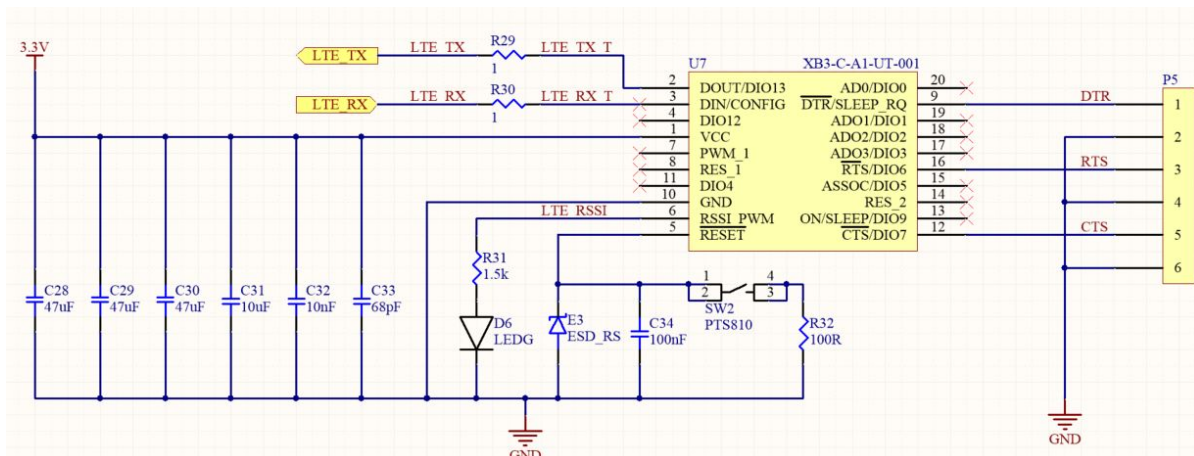 3.3V
LTE_TX
LTE_TX
R29
1
LTE_TX_T
LTE_RX
LTE_RX
R30
1
LTE_RX_T
U7
XB3-C-A1-UT-001
2 DOUT/DIO13 AD0/DIO0 20
3 DIN/CONFIG DTR/SLEEP_RQ 9
4 DIO12 ADO1/DIO1 19
1 VCC ADO2/DIO2 18
7 PWM_1 ADO3/DIO3 17
8 RES_1 RTS/DIO6 16
11 DIO4 ASSOC/DIO5 15
10 GND RES_2 14
6 RSSI_PWM ON/SLEEP/DIO9 13
5 RESET CTS/DIO7 12
LTE_RSSI
DTR
RTS
CTS
P5
1
2
3
4
5
6
C28
47uF
C29
47uF
C30
47uF
C31
10uF
C32
10nF
C33
68pF
R31
1.5k
D6
LEDG
E3
ESD_RS
C34
100nF
1 4
2 3
SW2
PTS810
R32
100R
GND
GND